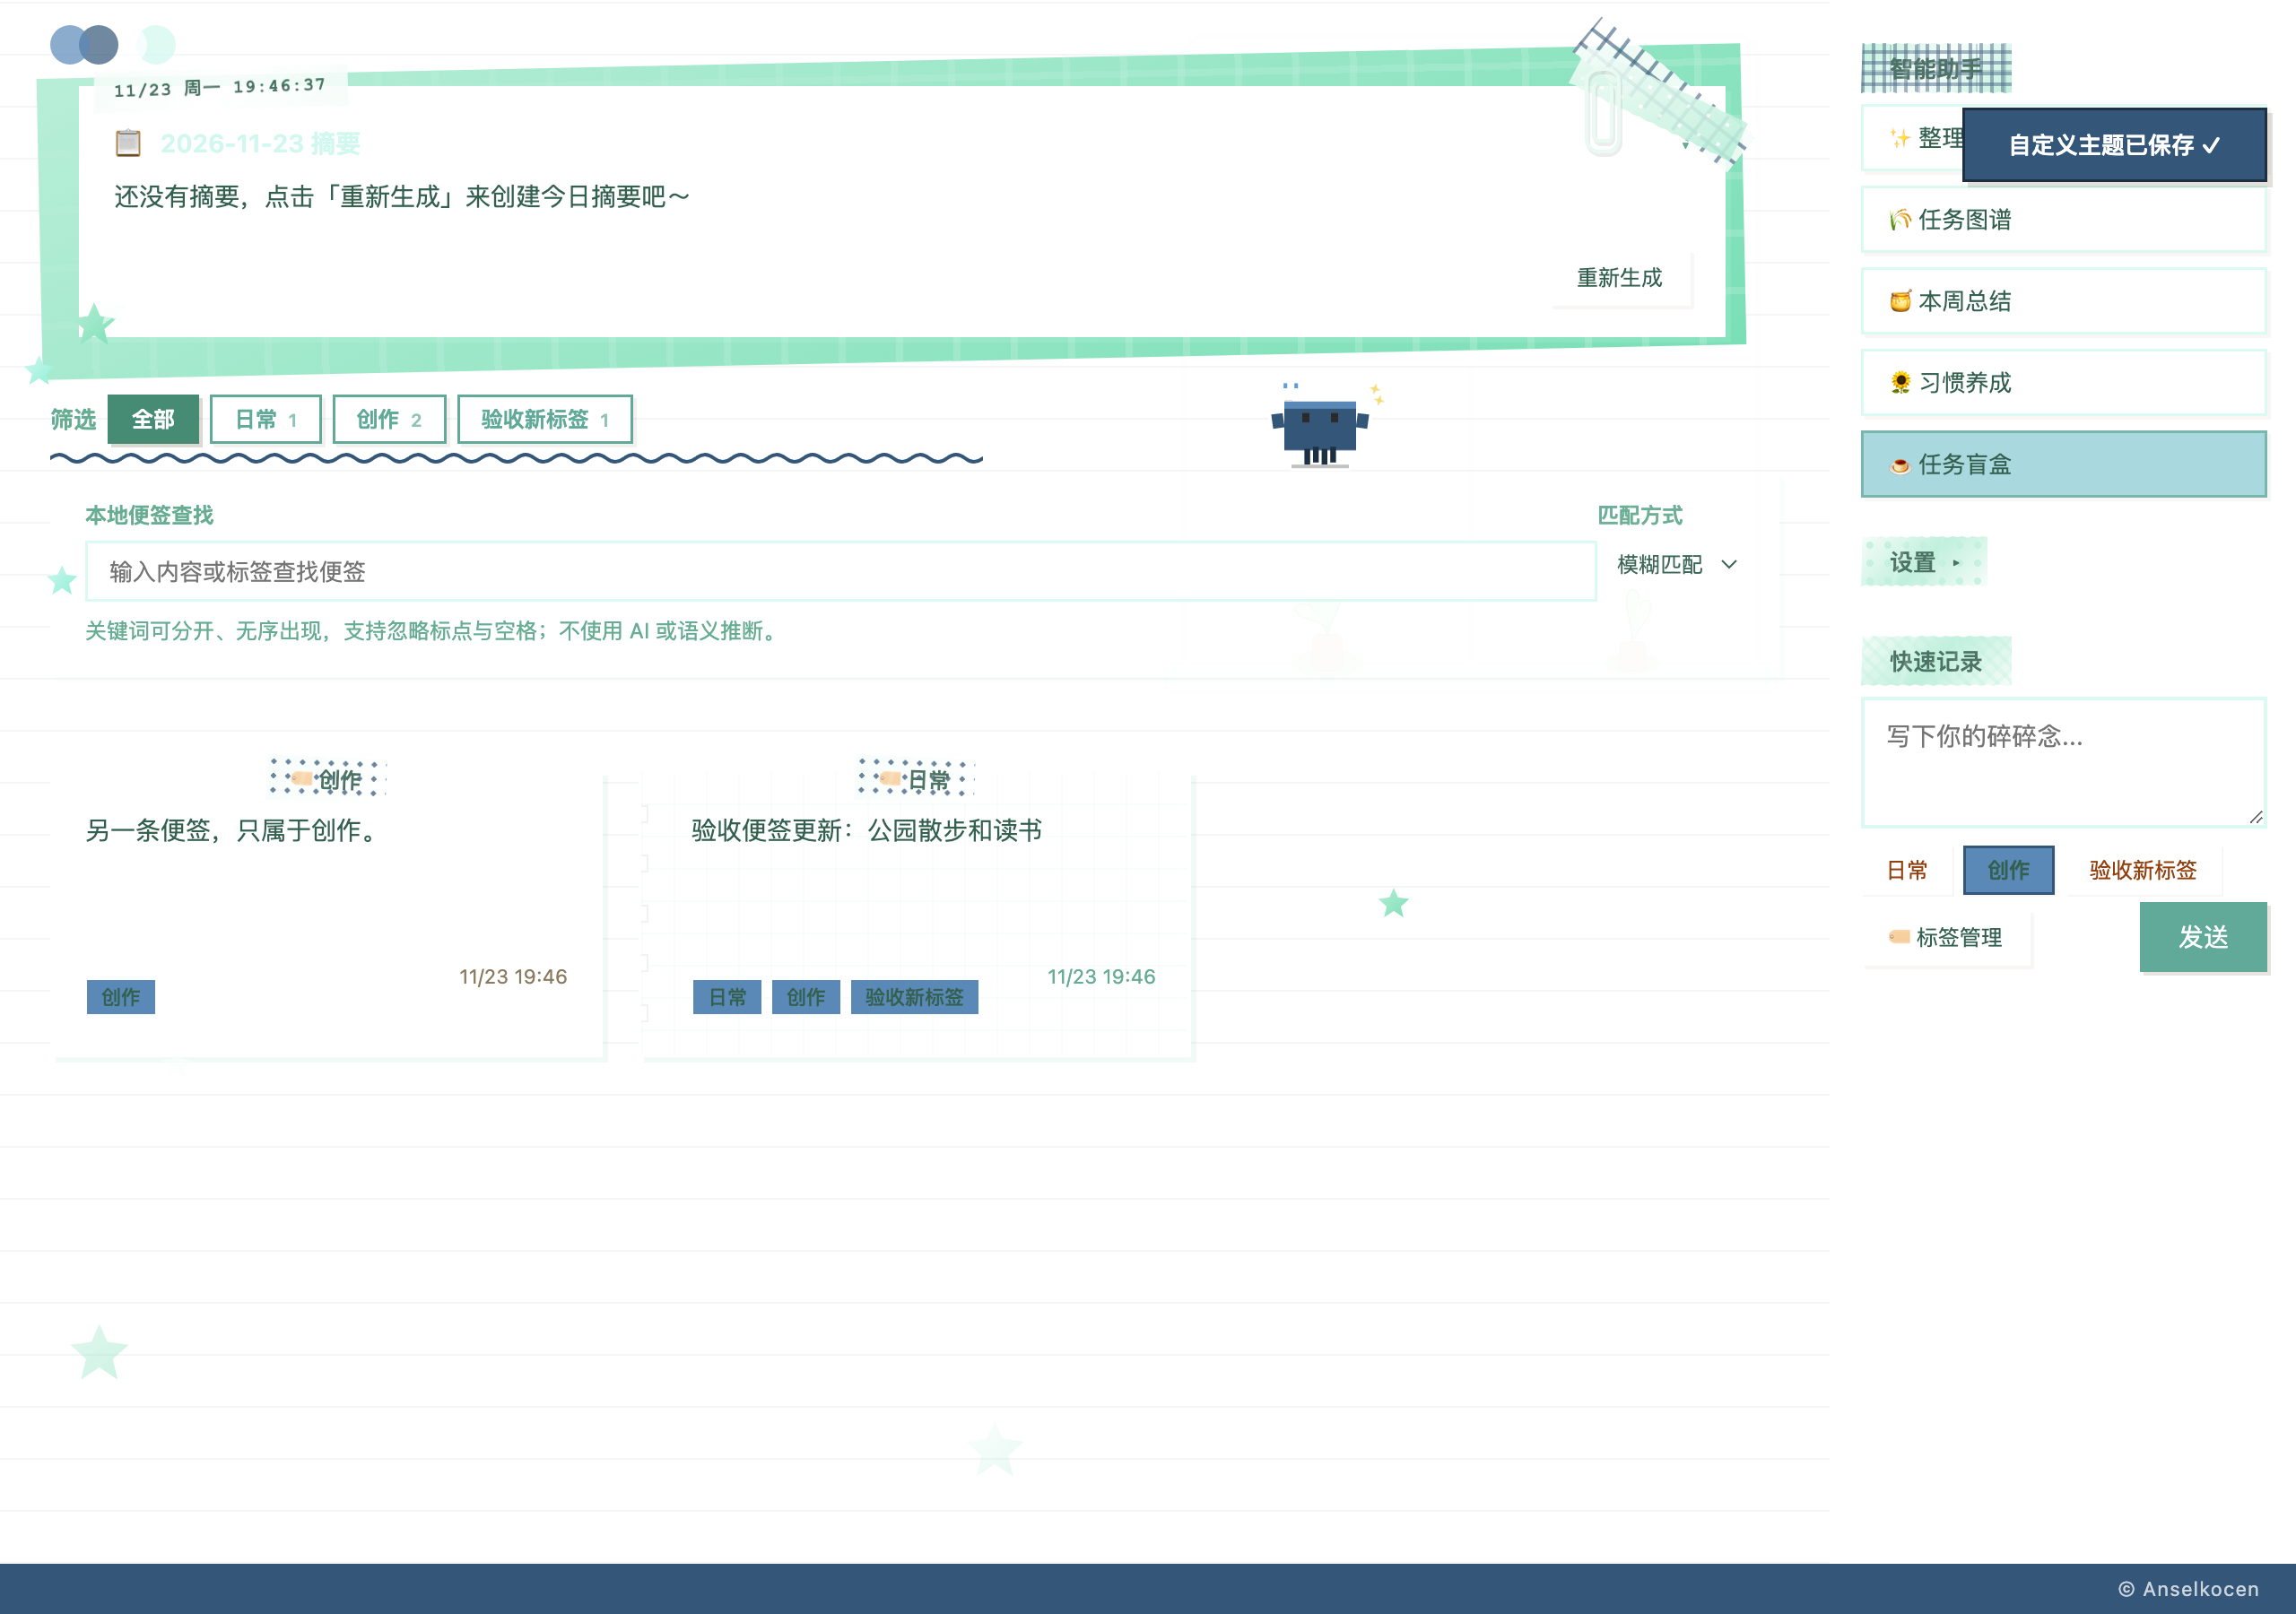 11/23 周一 19:46:37
📋 2026-11-23 摘要
还没有摘要，点击「重新生成」来创建今日摘要吧～
重新生成
筛选 全部 日常 1 创作 2 验收新标签 1
本地便签查找
匹配方式
输入内容或标签查找便签
模糊匹配
关键词可分开、无序出现，支持忽略标点与空格；不使用 AI 或语义推断。
创作
另一条便签，只属于创作。
11/23 19:46
创作
日常
验收便签更新：公园散步和读书
11/23 19:46
日常 创作 验收新标签
智能助手
✨ 整理
自定义主题已保存 ✓
任务图谱
🍯 本周总结
🌻 习惯养成
☕ 任务盲盒
设置 ▸
快速记录
写下你的碎碎念...
日常 创作 验收新标签
🏷️ 标签管理
发送
© Anselkocen